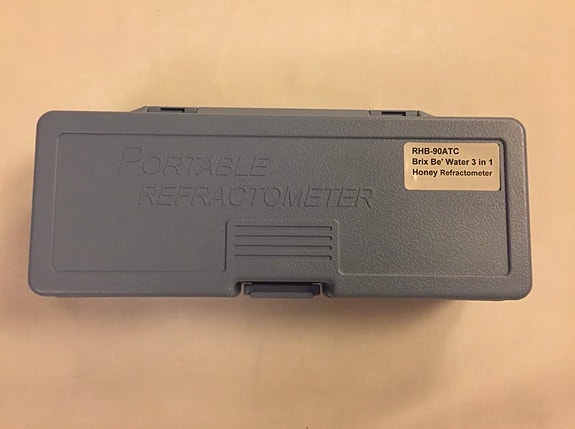 PORTABLE
REFRACTOMETER
RHB-90ATC
Brix Be' Water 3 in 1
Honey Refractometer